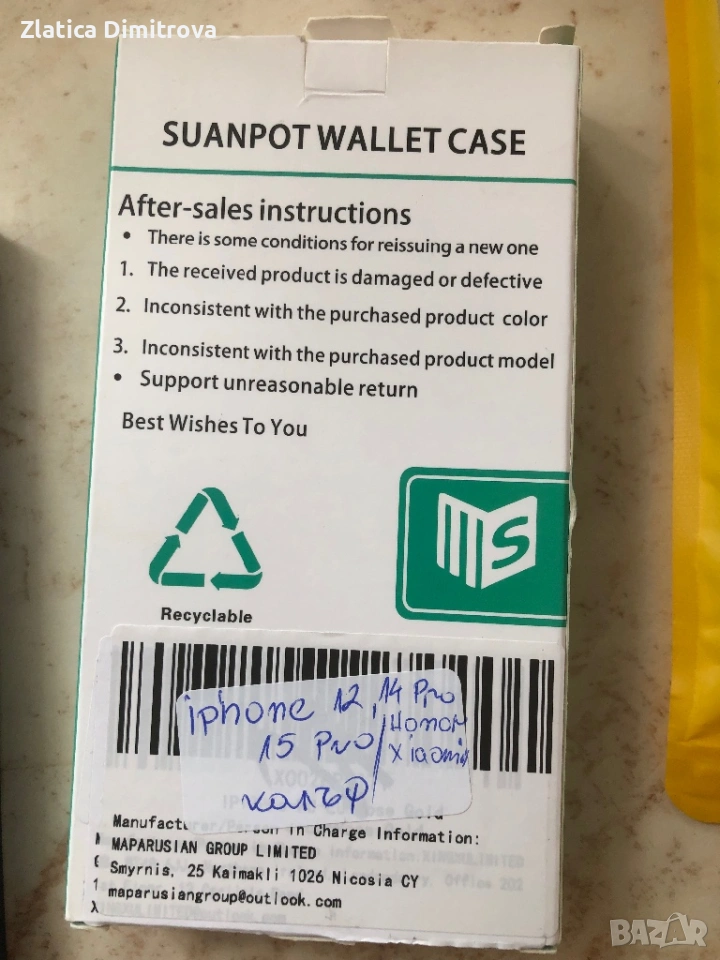 Zlatica Dimitrova
SUANPOT WALLET CASE
After-sales instructions
• There is some conditions for reissuing a new one
1. The received product is damaged or defective
2. Inconsistent with the purchased product color
3. Inconsistent with the purchased product model
• Support unreasonable return
Best Wishes To You
MS
Recyclable
iphone 12, 14 Pro
15 Pro / Honor
Xiaomi
калъф
Manufacturer/Person In Charge Information:
MAPARUSIAN GROUP LIMITED
Smyrnis, 25 Kaimakli 1026 Nicosia CY
maparusiangroup@outlook.com
BAZAR